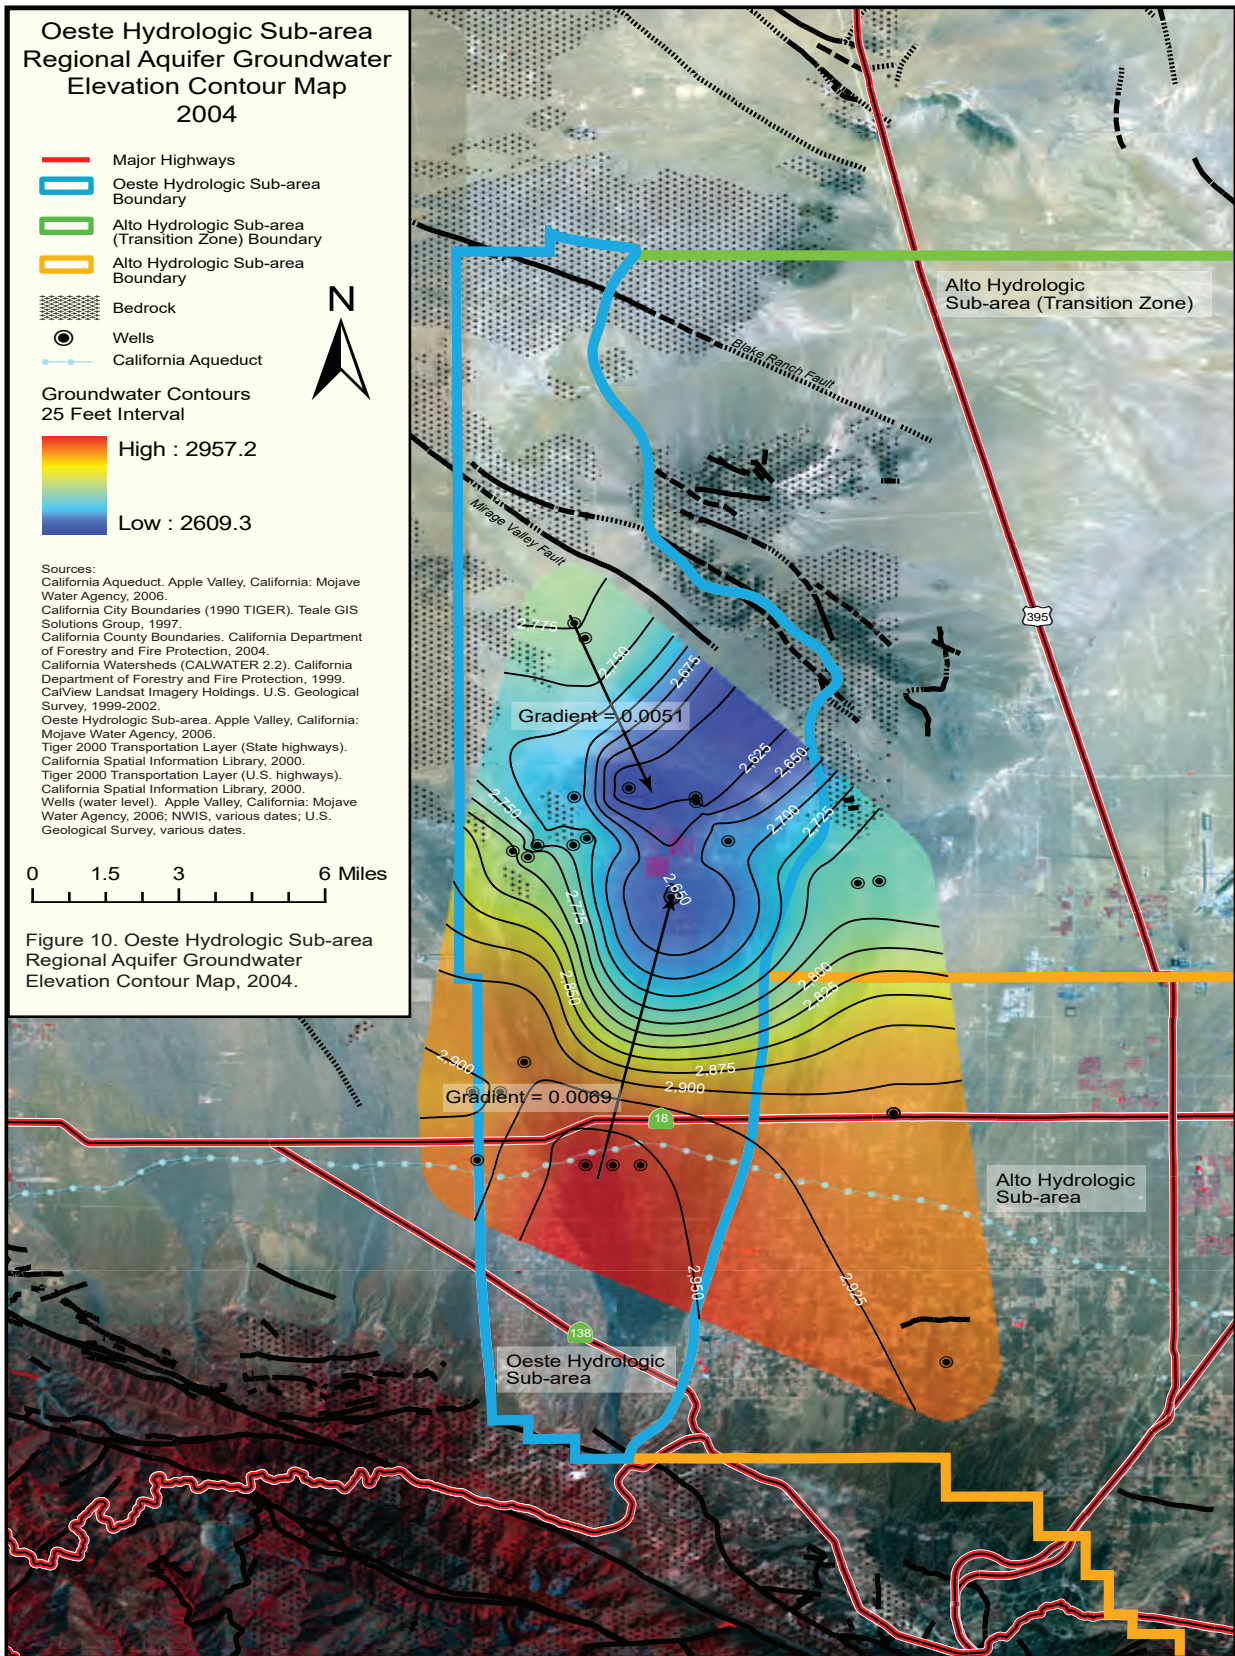 Oeste Hydrologic Sub-area
Regional Aquifer Groundwater
Elevation Contour Map
2004
Major Highways
Oeste Hydrologic Sub-area
Boundary
Alto Hydrologic Sub-area
(Transition Zone) Boundary
Alto Hydrologic Sub-area
Boundary
Bedrock
Wells
California Aqueduct
N
Groundwater Contours
25 Feet Interval
High : 2957.2
Low : 2609.3
Sources:
California Aqueduct. Apple Valley, California: Mojave
Water Agency, 2006.
California City Boundaries (1990 TIGER). Teale GIS
Solutions Group, 1997.
California County Boundaries. California Department
of Forestry and Fire Protection, 2004.
California Watersheds (CALWATER 2.2). California
Department of Forestry and Fire Protection, 1999.
CalView Landsat Imagery Holdings. U.S. Geological
Survey, 1999-2002.
Oeste Hydrologic Sub-area. Apple Valley, California:
Mojave Water Agency, 2006.
Tiger 2000 Transportation Layer (State highways).
California Spatial Information Library, 2000.
Tiger 2000 Transportation Layer (U.S. highways).
California Spatial Information Library, 2000.
Wells (water level). Apple Valley, California: Mojave
Water Agency, 2006; NWIS, various dates; U.S.
Geological Survey, various dates.
0 1.5 3 6 Miles
Figure 10. Oeste Hydrologic Sub-area
Regional Aquifer Groundwater
Elevation Contour Map, 2004.
Alto Hydrologic
Sub-area (Transition Zone)
Blake Ranch Fault
Mirage Valley Fault
395
2,775
2,750
2,675
Gradient = 0.0051
2,625
2,650
2,750
2,700
2,725
2,650
2,775
2,800
2,825
2,850
2,875
2,900
2,900
Gradient = 0.0069
18
Alto Hydrologic
Sub-area
2,950
2,925
138
Oeste Hydrologic
Sub-area